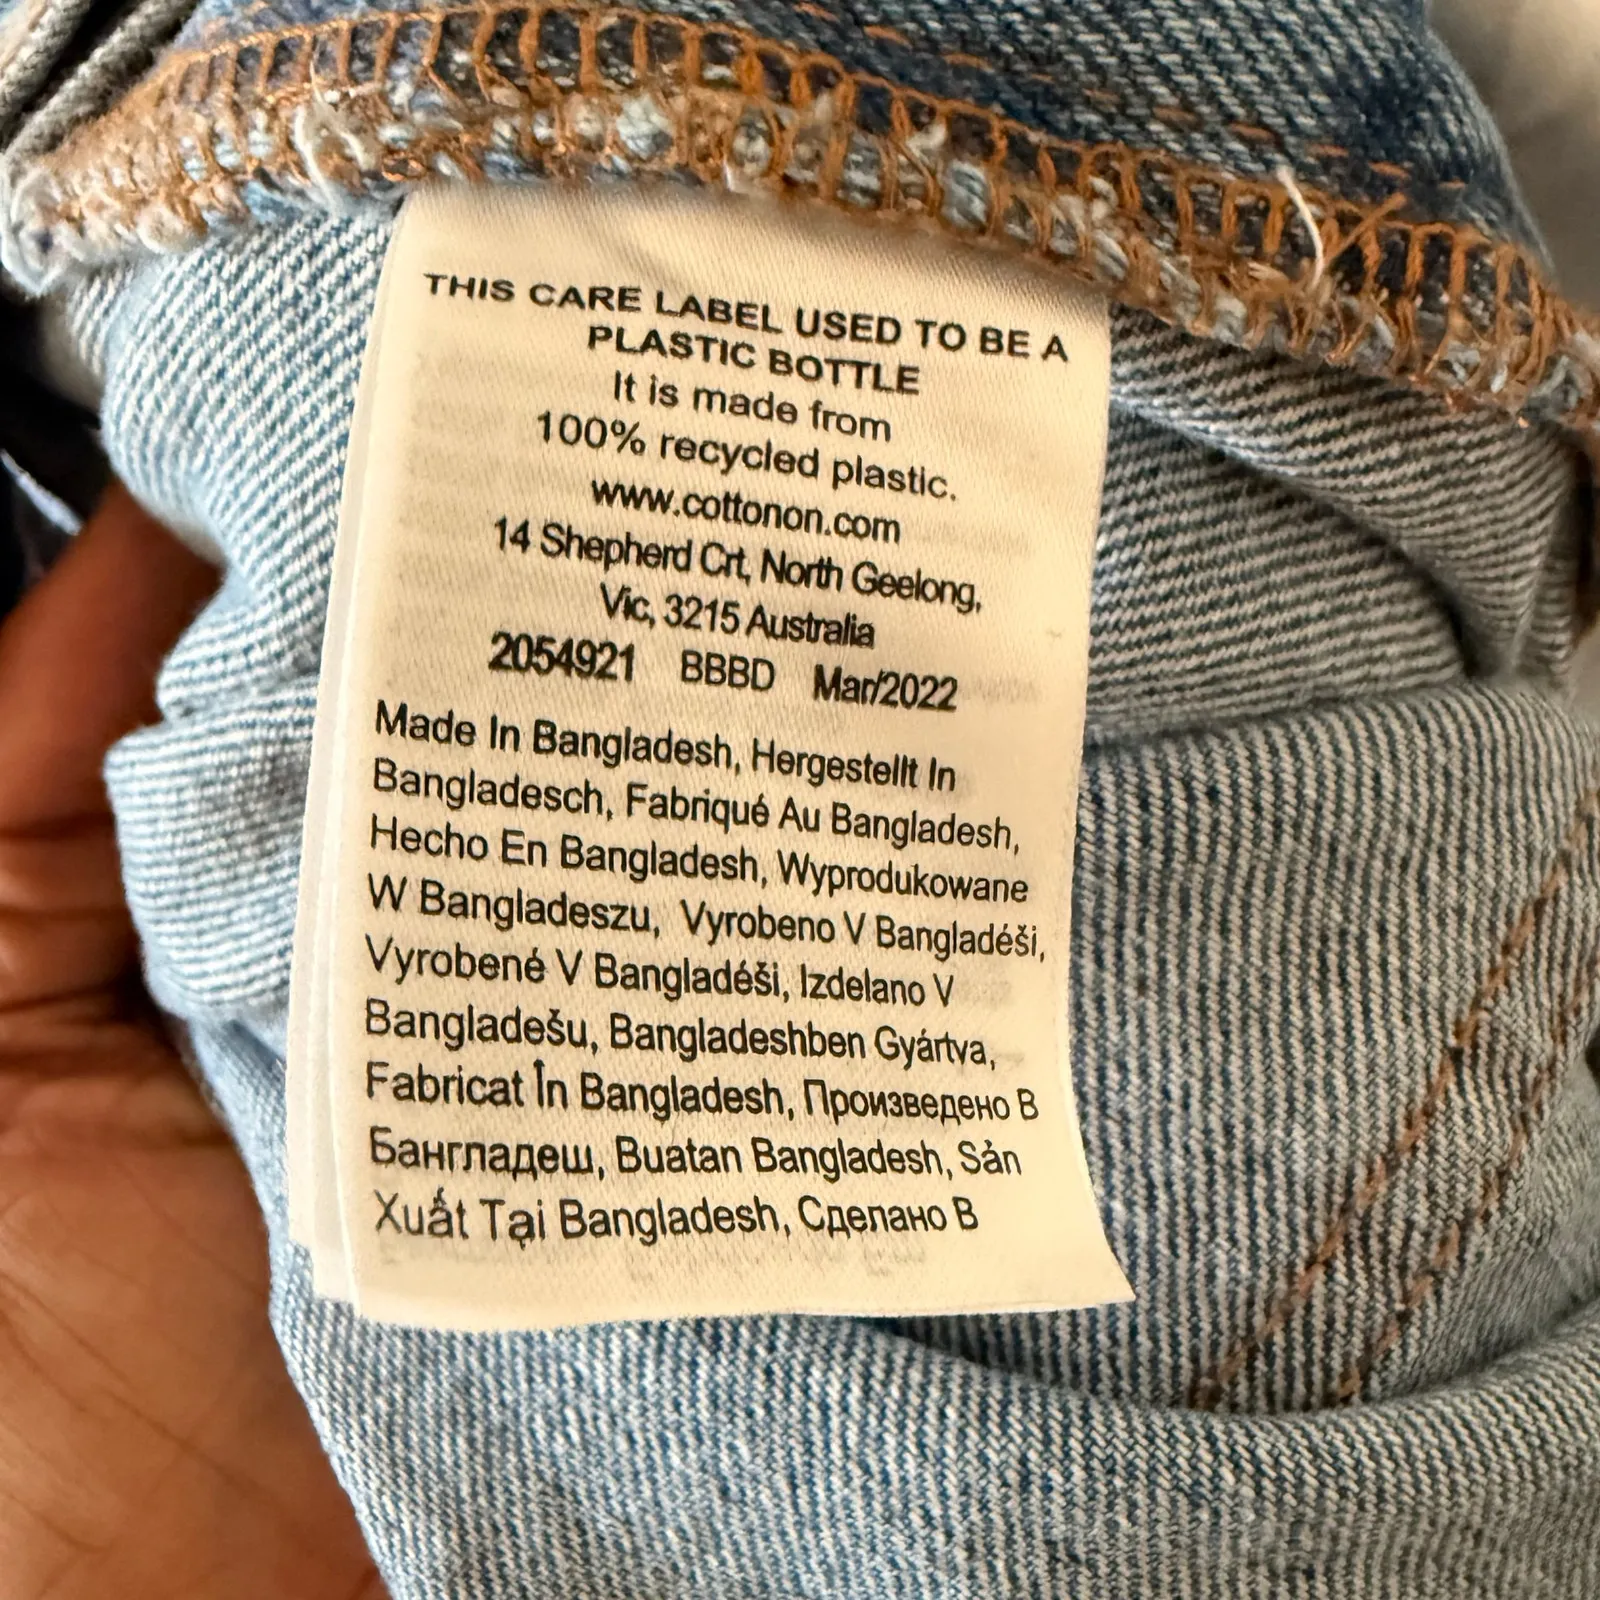 THIS CARE LABEL USED TO BE A
PLASTIC BOTTLE
It is made from
100% recycled plastic.
www.cottonon.com
14 Shepherd Crt, North Geelong,
Vic, 3215 Australia
2054921 BBBD Mar/2022
Made In Bangladesh, Hergestellt In
Bangladesch, Fabriqué Au Bangladesh,
Hecho En Bangladesh, Wyprodukowane
W Bangladeszu, Vyrobeno V Bangladéši,
Vyrobené V Bangladéši, Izdelano V
Bangladešu, Bangladeshben Gyártva,
Fabricat În Bangladesh, Произведено В
Бангладеш, Buatan Bangladesh, Sản
Xuất Tại Bangladesh, Сделано В